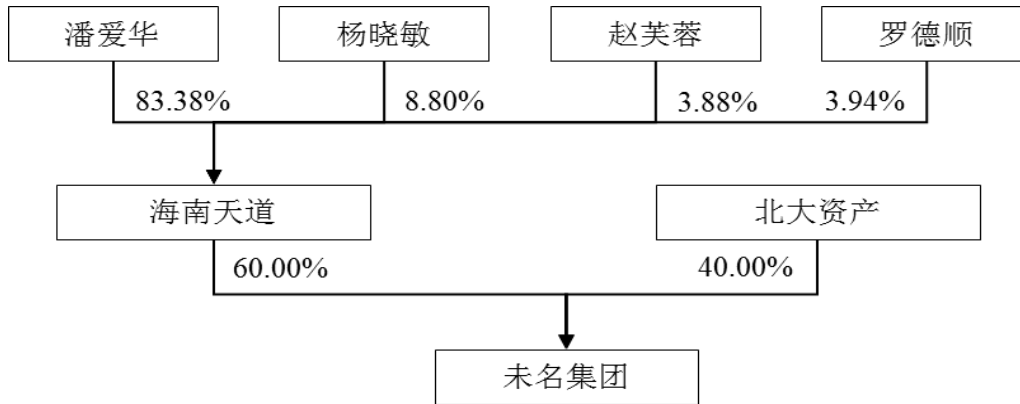 潘爱华
杨晓敏
赵芙蓉
罗德顺
83.38%
8.80%
3.88%
3.94%
海南天道
北大资产
60.00%
40.00%
未名集团